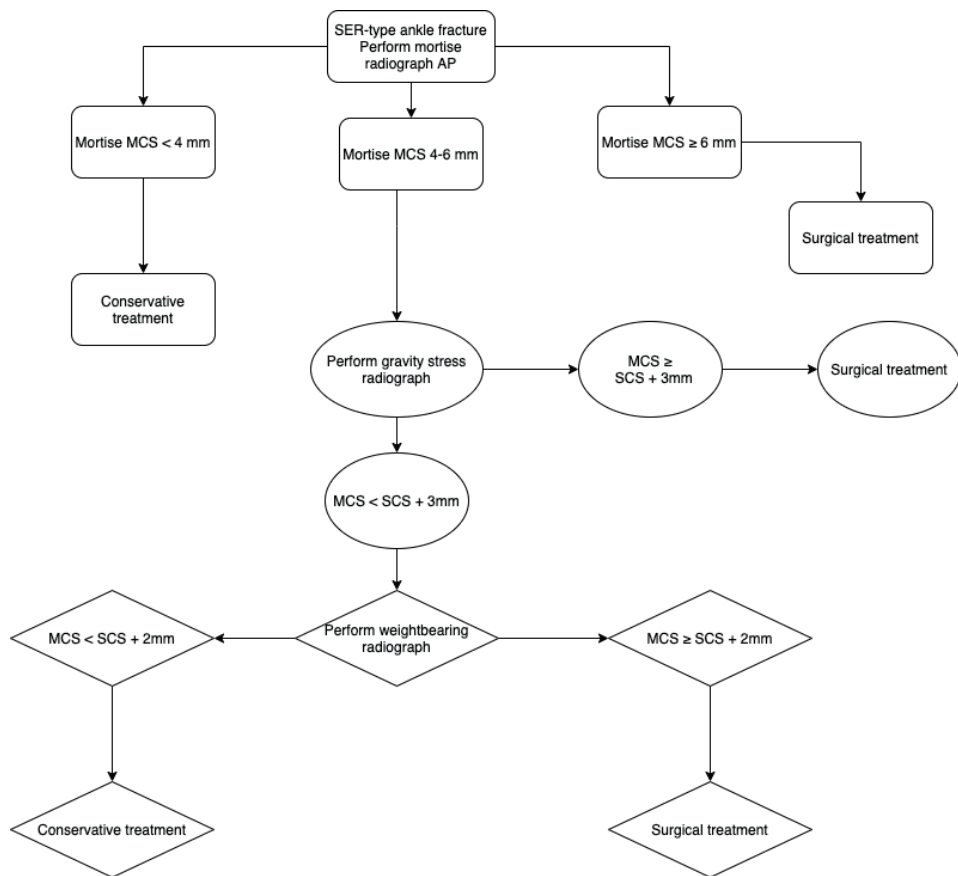 SER-type ankle fracture
Perform mortise
radiograph AP
Mortise MCS < 4 mm
Mortise MCS 4-6 mm
Mortise MCS ≥ 6 mm
Surgical treatment
Conservative
treatment
Perform gravity stress
radiograph
MCS ≥
SCS + 3mm
Surgical treatment
MCS < SCS + 3mm
MCS < SCS + 2mm
Perform weightbearing
radiograph
MCS ≥ SCS + 2mm
Conservative treatment
Surgical treatment